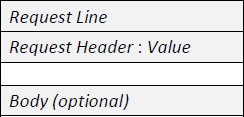 Request Line
Request Header : Value
Body (optional)